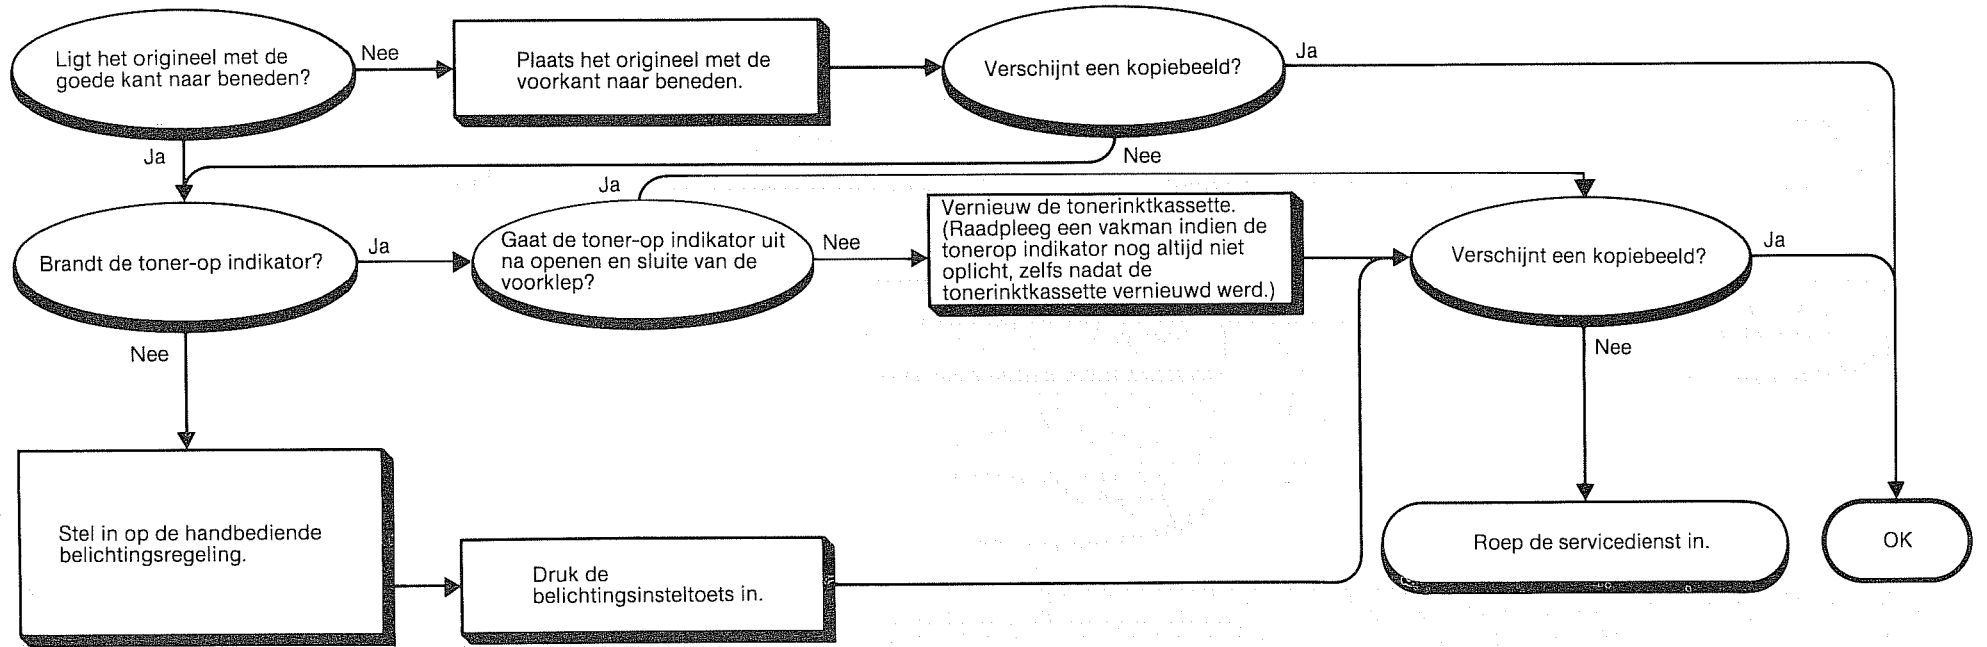 Ligt het origineel met de
goede kant naar beneden?
Nee
Plaats het origineel met de
voorkant naar beneden.
Verschijnt een kopiebeeld?
Ja
Ja
Nee
Brandt de toner-op indikator?
Ja
Ja
Gaat de toner-op indikator uit
na openen en sluite van de
voorklep?
Nee
Vernieuw de tonerinktkassette.
(Raadpleeg een vakman indien de
tonerop indikator nog altijd niet
oplicht, zelfs nadat de
tonerinktkassette vernieuwd werd.)
Verschijnt een kopiebeeld?
Ja
Nee
Nee
Stel in op de handbediende
belichtingsregeling.
Druk de
belichtingsinsteltoets in.
Roep de servicedienst in.
OK